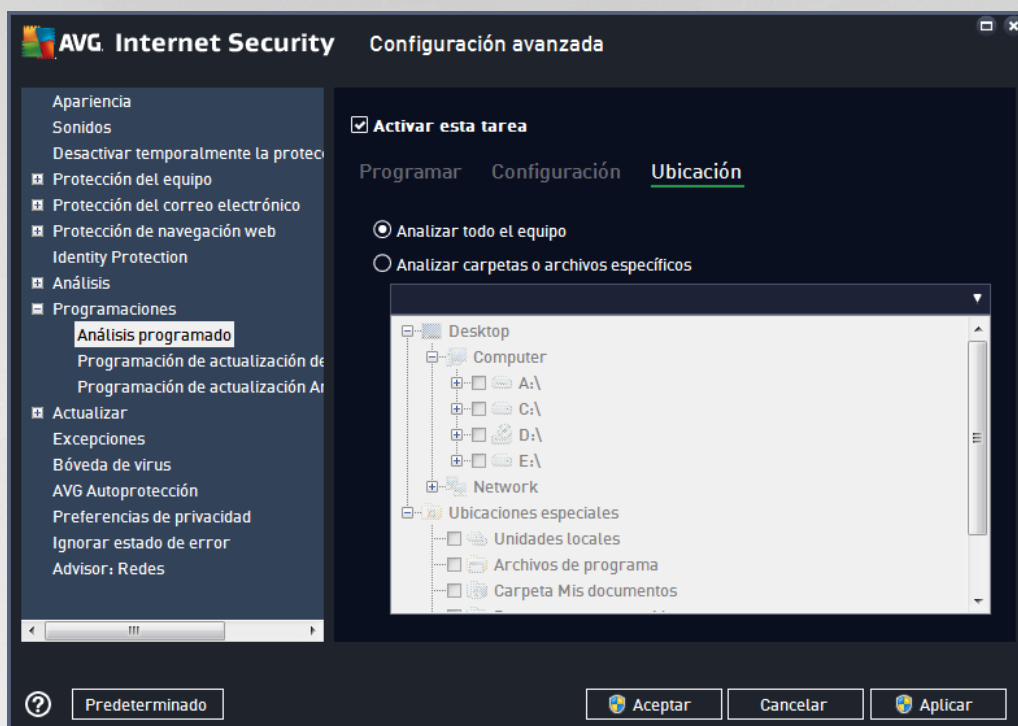 AVG. Internet Security
Configuración avanzada
Apariencia
Sonidos
Desactivar temporalmente la protec
Protección del equipo
Protección del correo electrónico
Protección de navegación web
Identity Protection
Análisis
Programaciones
Análisis programado
Programación de actualización de
Programación de actualización An
Actualizar
Excepciones
Bóveda de virus
AVG Autoprotección
Preferencias de privacidad
Ignorar estado de error
Advisor: Redes
Activar esta tarea
Programar Configuración Ubicación
Analizar todo el equipo
Analizar carpetas o archivos específicos
Desktop
Computer
A:\
C:\
D:\
E:\
Network
Ubicaciones especiales
Unidades locales
Archivos de programa
Carpeta Mis documentos
Predeterminado
Aceptar
Cancelar
Aplicar